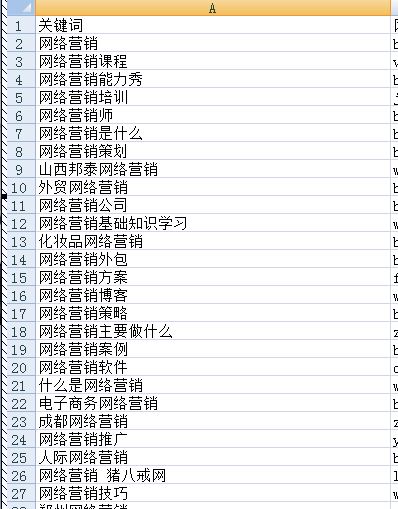 A
1 关键词
2 网络营销 b
3 网络营销课程 v
4 网络营销能力秀 b
5 网络营销培训
6 网络营销师 b
7 网络营销是什么 b
8 网络营销策划 b
9 山西邦泰网络营销 w
10 外贸网络营销 b
11 网络营销公司 b
12 网络营销基础知识学习 w
13 化妆品网络营销 b
14 网络营销外包 b
15 网络营销方案 f
16 网络营销博客 w
17 网络营销策略 b
18 网络营销主要做什么 z
19 网络营销案例 b
20 网络营销软件 c
21 什么是网络营销 w
22 电子商务网络营销 b
23 成都网络营销 z
24 网络营销推广 y
25 人际网络营销 b
26 网络营销 猪八戒网 l
27 网络营销技巧 w